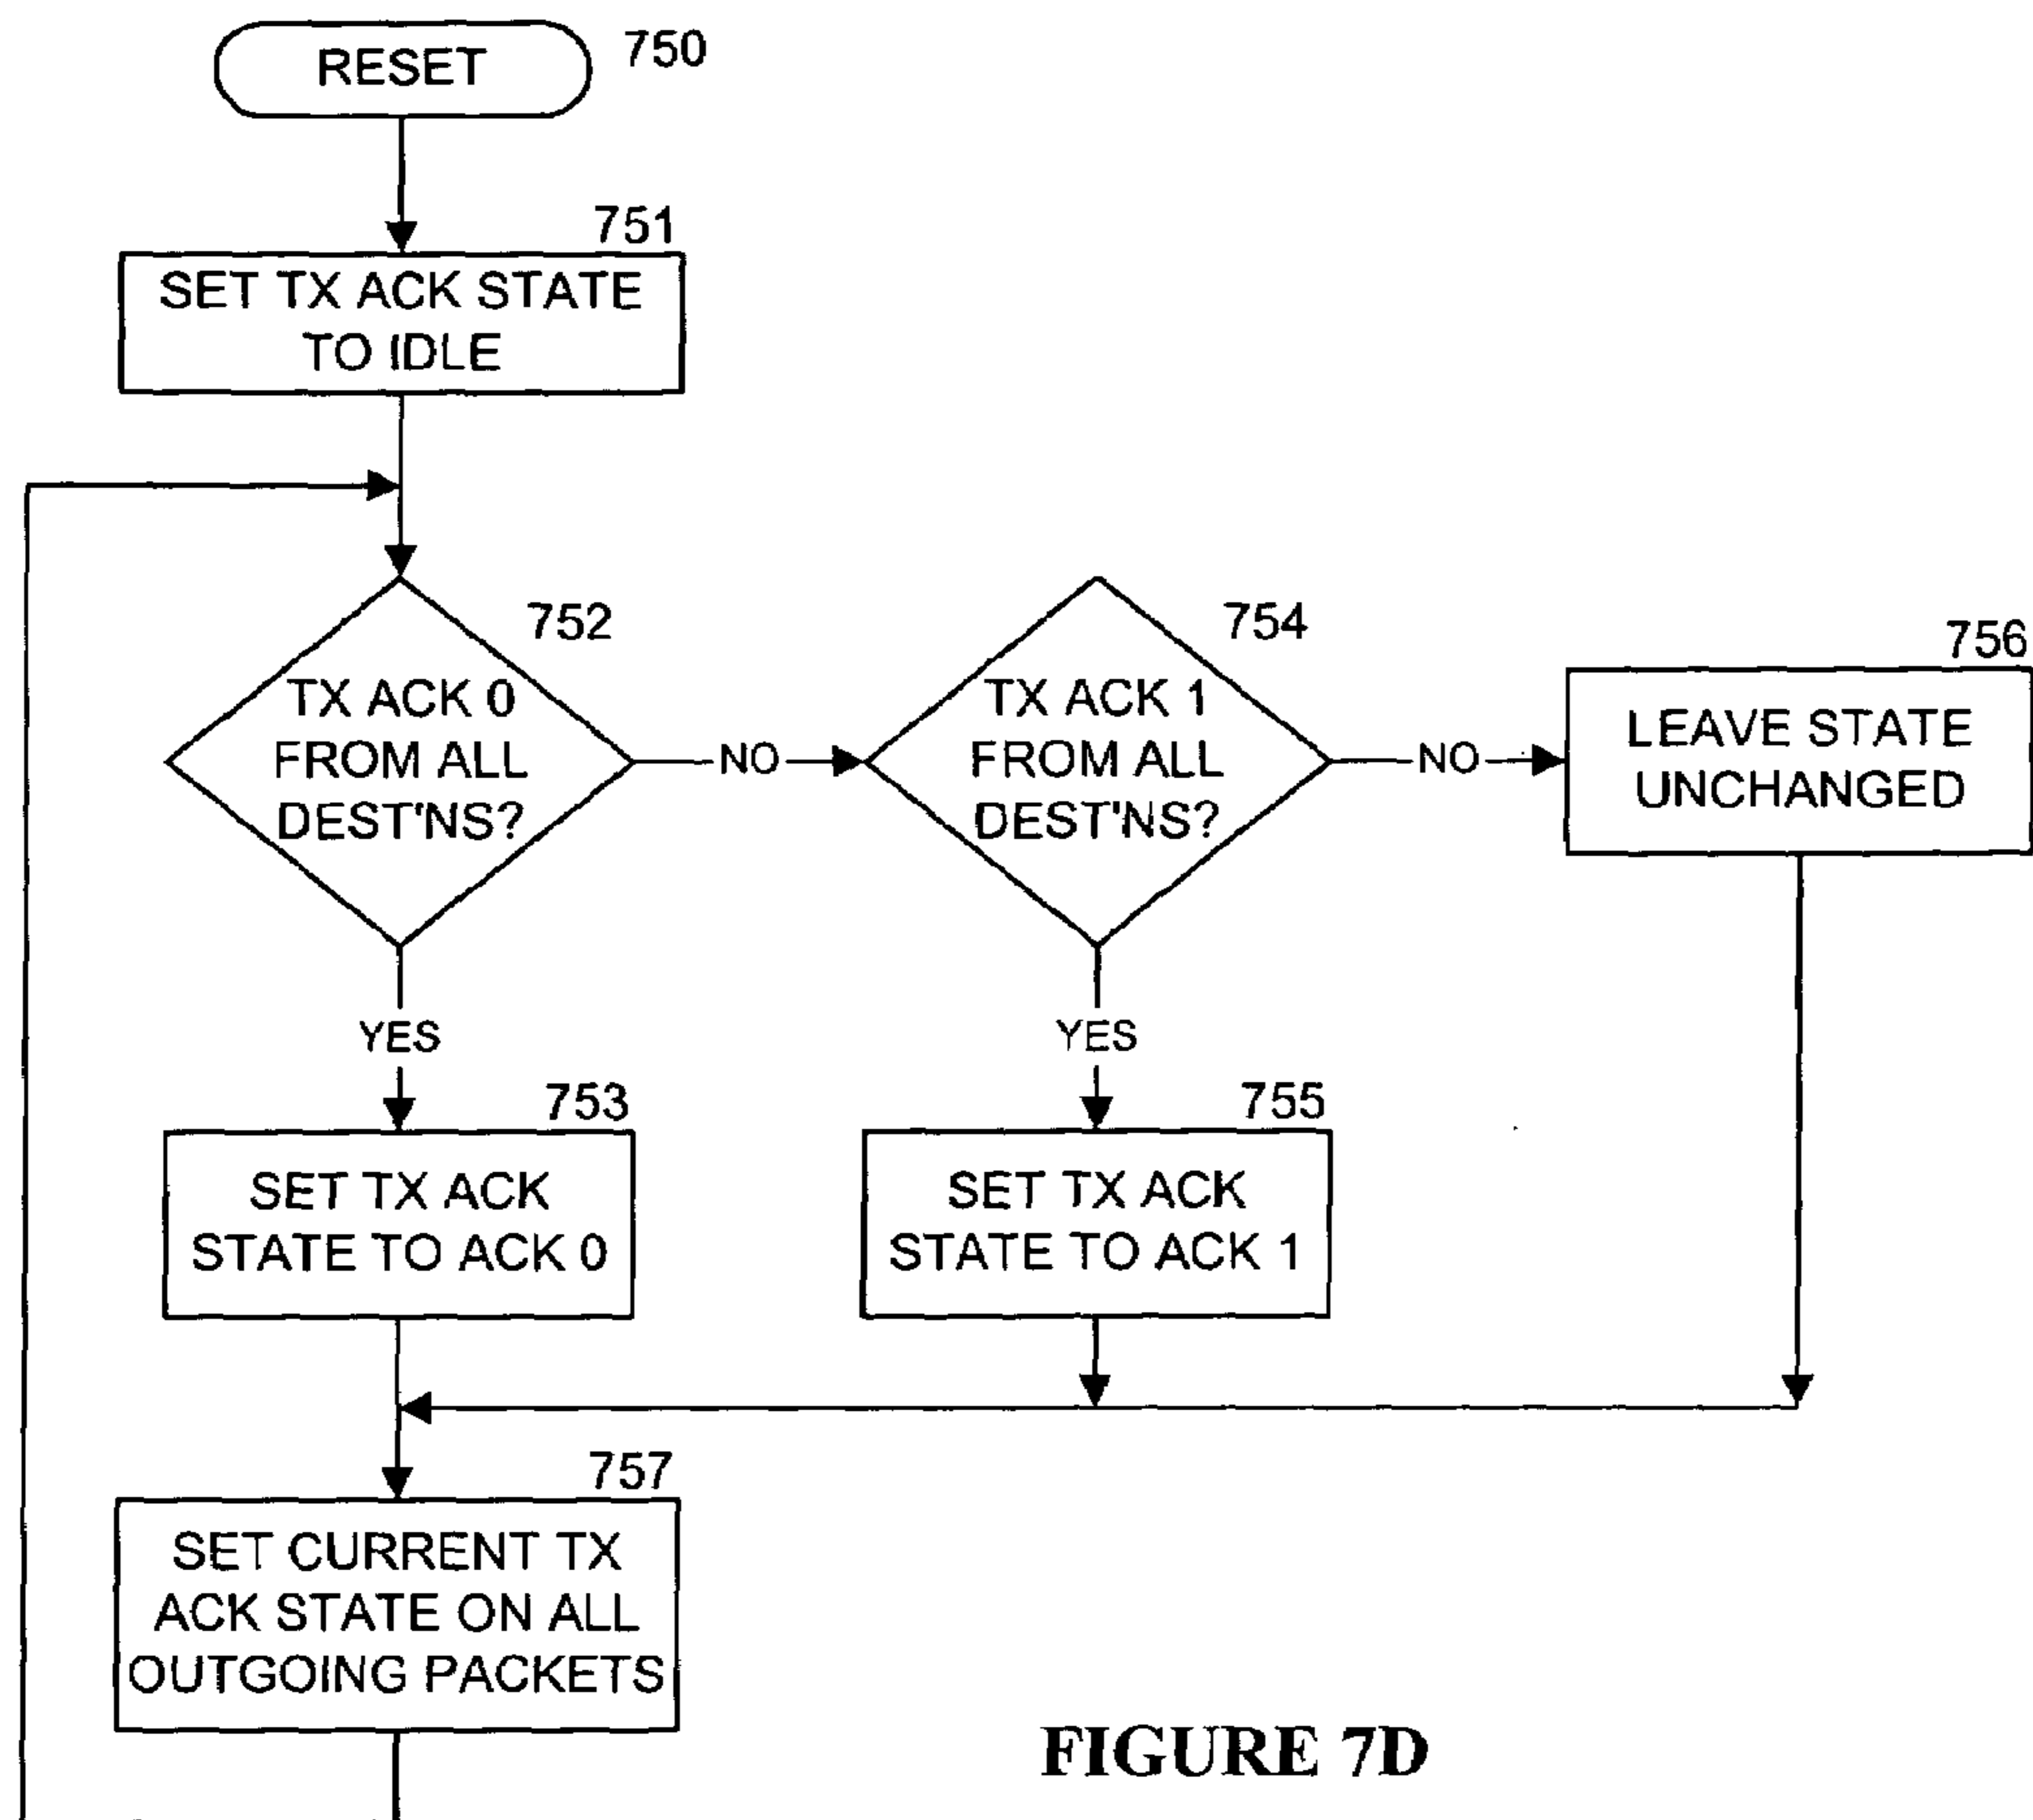 RESET
750
751
SET TX ACK STATE
TO IDLE
752
TX ACK 0
FROM ALL
DEST'NS?
NO
754
TX ACK 1
FROM ALL
DEST'NS?
NO
756
LEAVE STATE
UNCHANGED
YES
YES
753
SET TX ACK
STATE TO ACK 0
755
SET TX ACK
STATE TO ACK 1
757
SET CURRENT TX
ACK STATE ON ALL
OUTGOING PACKETS
FIGURE 7D